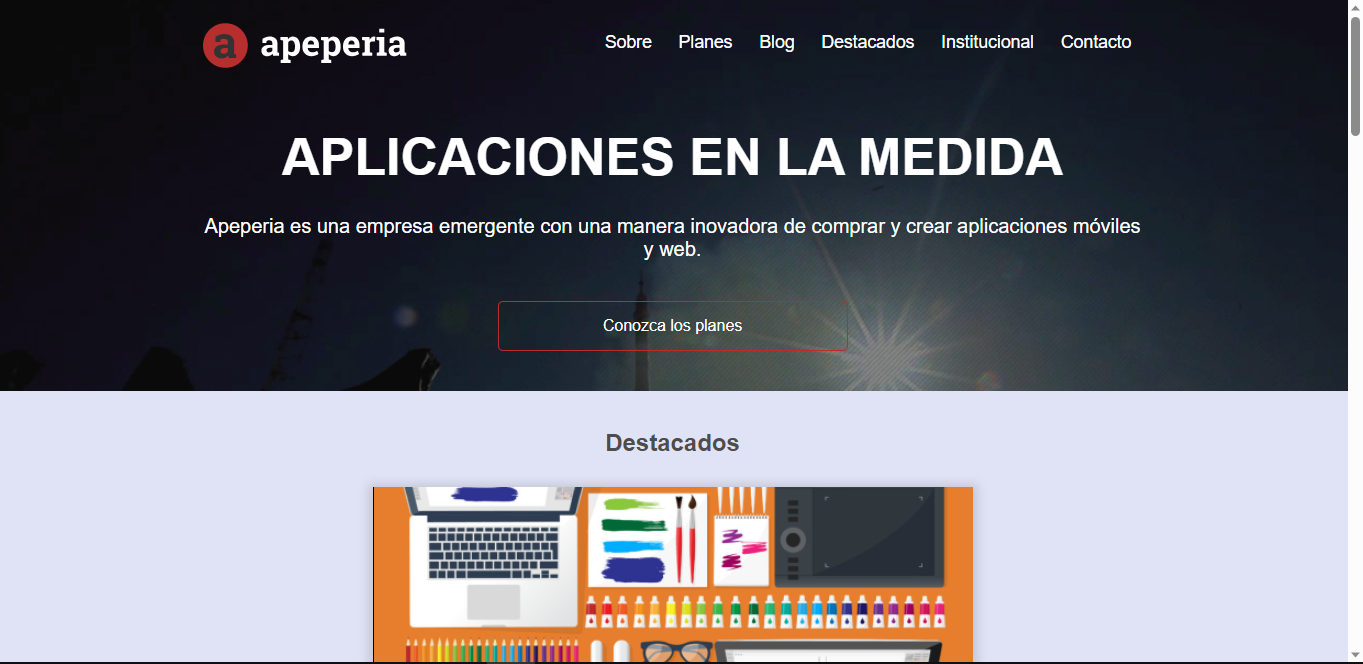 a apeperia
Sobre Planes Blog Destacados Institucional Contacto
APLICACIONES EN LA MEDIDA
Apeperia es una empresa emergente con una manera inovadora de comprar y crear aplicaciones móviles
y web.
Conozca los planes
Destacados